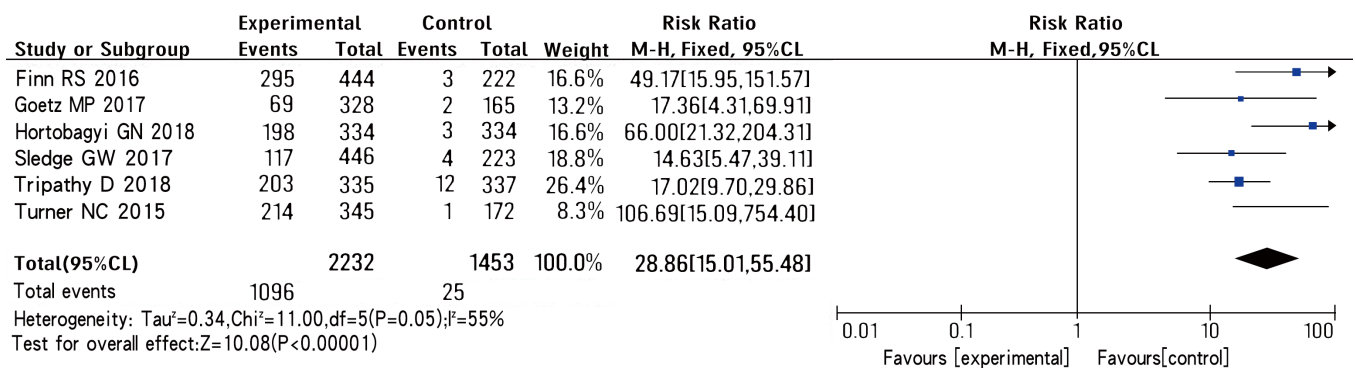 Experimental Control Risk Ratio Risk Ratio
Study or Subgroup Events Total Events Total Weight M-H, Fixed, 95%CL M-H, Fixed,95%CL
Finn RS 2016 295 444 3 222 16.6% 49.17[15.95,151.57]
Goetz MP 2017 69 328 2 165 13.2% 17.36[4.31,69.91]
Hortobagyi GN 2018 198 334 3 334 16.6% 66.00[21.32,204.31]
Sledge GW 2017 117 446 4 223 18.8% 14.63[5.47,39.11]
Tripathy D 2018 203 335 12 337 26.4% 17.02[9.70,29.86]
Turner NC 2015 214 345 1 172 8.3% 106.69[15.09,754.40]
Total(95%CL) 2232 1453 100.0% 28.86[15.01,55.48]
Total events 1096 25
Heterogeneity: Tau²=0.34,Chi²=11.00,df=5(P=0.05);I²=55%
Test for overall effect:Z=10.08(P<0.00001)
0.01 0.1 1 10 100
Favours [experimental] Favours[control]